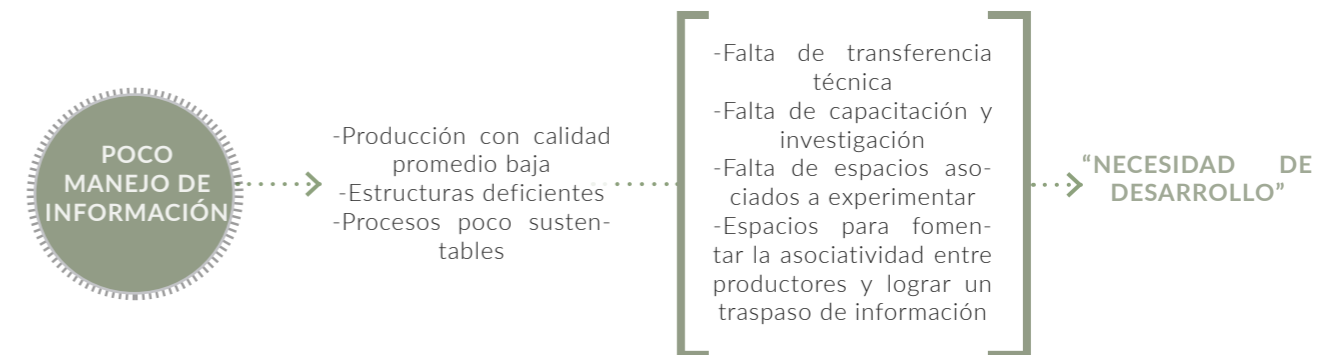 POCO
MANEJO DE
INFORMACIÓN
-Producción con calidad
promedio baja
-Estructuras deficientes
-Procesos poco susten-
tables
-Falta de transferencia
técnica
-Falta de capacitación y
investigación
-Falta de espacios aso-
ciados a experimentar
-Espacios para fomen-
tar la asociatividad entre
productores y lograr un
traspaso de información
“NECESIDAD DE
DESARROLLO”